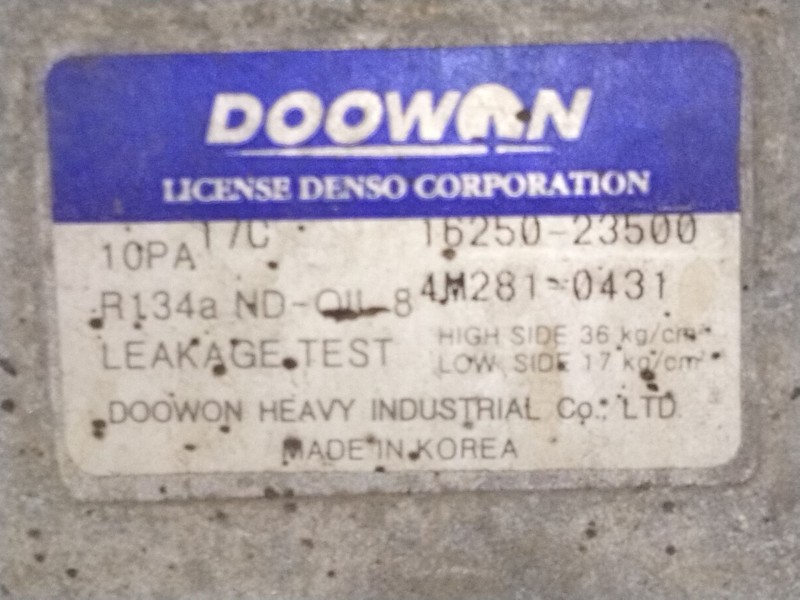 DOOWON
LICENSE DENSO CORPORATION
10PA 17C 16250-23500
R134a ND-OIL 8 4M281-0431
LEAKAGE TEST HIGH SIDE 36 kg/cm²
LOW SIDE 17 kg/cm²
DOOWON HEAVY INDUSTRIAL Co., LTD
MADE IN KOREA